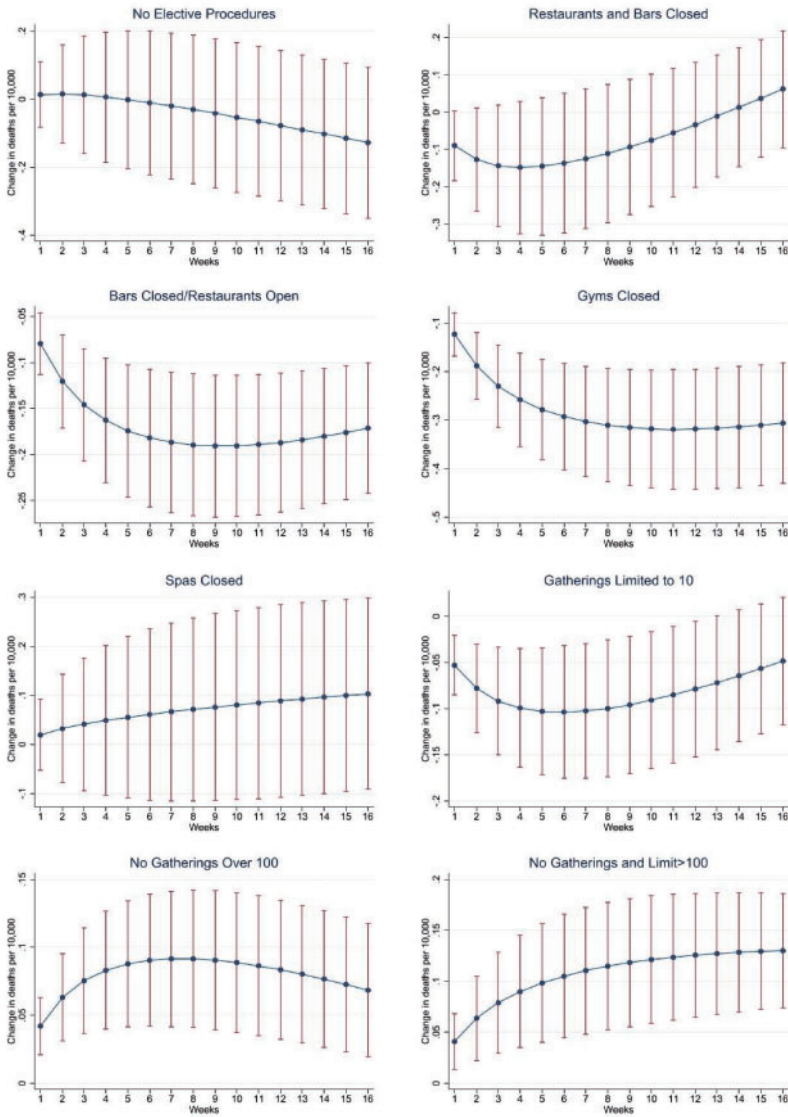 No Elective Procedures
Change in deaths per 10,000
.2
0
-.2
-.4
1 2 3 4 5 6 7 8 9 10 11 12 13 14 15 16
Weeks
Restaurants and Bars Closed
Change in deaths per 10,000
.2
.1
0
-.1
-.2
-.3
1 2 3 4 5 6 7 8 9 10 11 12 13 14 15 16
Weeks
Bars Closed/Restaurants Open
Change in deaths per 10,000
-.05
-.1
-.15
-.2
-.25
1 2 3 4 5 6 7 8 9 10 11 12 13 14 15 16
Weeks
Gyms Closed
Change in deaths per 10,000
-.1
-.2
-.3
-.4
-.5
1 2 3 4 5 6 7 8 9 10 11 12 13 14 15 16
Weeks
Spas Closed
Change in deaths per 10,000
.3
.2
.1
0
-.1
1 2 3 4 5 6 7 8 9 10 11 12 13 14 15 16
Weeks
Gatherings Limited to 10
Change in deaths per 10,000
0
-.05
-.1
-.15
-.2
1 2 3 4 5 6 7 8 9 10 11 12 13 14 15 16
Weeks
No Gatherings Over 100
Change in deaths per 10,000
.15
.1
.05
0
1 2 3 4 5 6 7 8 9 10 11 12 13 14 15 16
Weeks
No Gatherings and Limit>100
Change in deaths per 10,000
.2
.15
.1
.05
0
1 2 3 4 5 6 7 8 9 10 11 12 13 14 15 16
Weeks